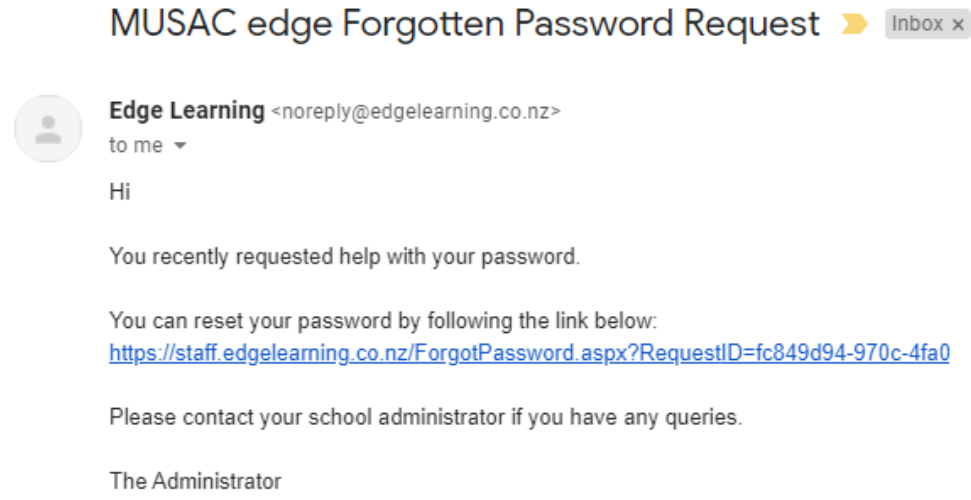 MUSAC edge Forgotten Password Request Inbox x
Edge Learning <noreply@edgelearning.co.nz>
to me
Hi
You recently requested help with your password.
You can reset your password by following the link below:
https://staff.edgelearning.co.nz/ForgotPassword.aspx?RequestID=fc849d94-970c-4fa0
Please contact your school administrator if you have any queries.
The Administrator